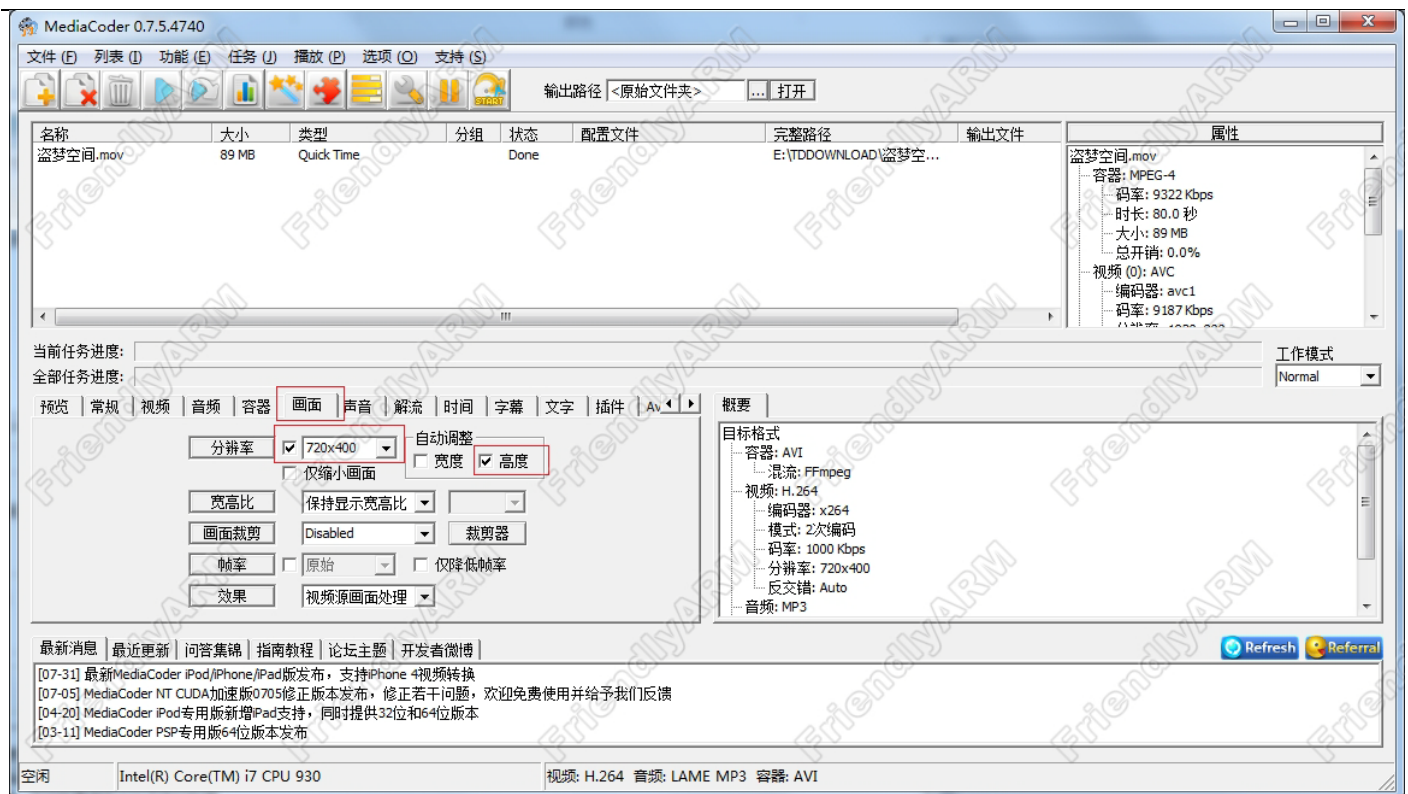 MediaCoder 0.7.5.4740
文件 (F) 列表 (I) 功能 (E) 任务 (J) 播放 (P) 选项 (O) 支持 (S)
START 输出路径 <原始文件夹> ... 打开
名称 大小 类型 分组 状态 配置文件 完整路径 输出文件 属性
盗梦空间.mov 89 MB Quick Time Done E:\TDDOWNLOAD\盗梦空...
盗梦空间.mov
容器: MPEG-4
码率: 9322 Kbps
时长: 80.0 秒
大小: 89 MB
总开销: 0.0%
视频 (0): AVC
编码器: avc1
码率: 9187 Kbps
当前任务进度:
全部任务进度:
工作模式
Normal
预览 常规 视频 音频 容器 画面 声音 解流 时间 字幕 文字 插件 Av
分辨率 720x400 自动调整
宽度 高度
仅缩小画面
宽高比 保持显示宽高比
画面裁剪 Disabled 裁剪器
帧率 原始 仅降低帧率
效果 视频源画面处理
概要
目标格式
容器: AVI
混流: FFmpeg
视频: H.264
编码器: x264
模式: 2次编码
码率: 1000 Kbps
分辨率: 720x400
反交错: Auto
音频: MP3
最新消息 最近更新 问答集锦 指南教程 论坛主题 开发者微博
Refresh Referral
[07-31] 最新MediaCoder iPod/iPhone/iPad版发布，支持iPhone 4视频转换
[07-05] MediaCoder NT CUDA加速版0705修正版本发布，修正若干问题，欢迎免费使用并给予我们反馈
[04-20] MediaCoder iPod专用版新增iPad支持，同时提供32位和64位版本
[03-11] MediaCoder PSP专用版64位版本发布
空闲 Intel(R) Core(TM) i7 CPU 930 视频: H.264 音频: LAME MP3 容器: AVI
FriendlyARM